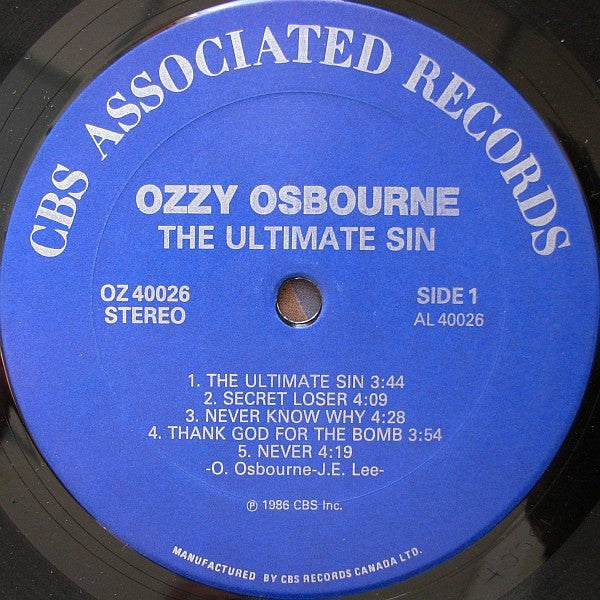 CBS ASSOCIATED RECORDS
OZZY OSBOURNE
THE ULTIMATE SIN
OZ 40026
STEREO
SIDE 1
AL 40026
1. THE ULTIMATE SIN 3:44
2. SECRET LOSER 4:09
3. NEVER KNOW WHY 4:28
4. THANK GOD FOR THE BOMB 3:54
5. NEVER 4:19
-O. Osbourne-J.E. Lee-
℗ 1986 CBS Inc.
MANUFACTURED BY CBS RECORDS CANADA LTD.